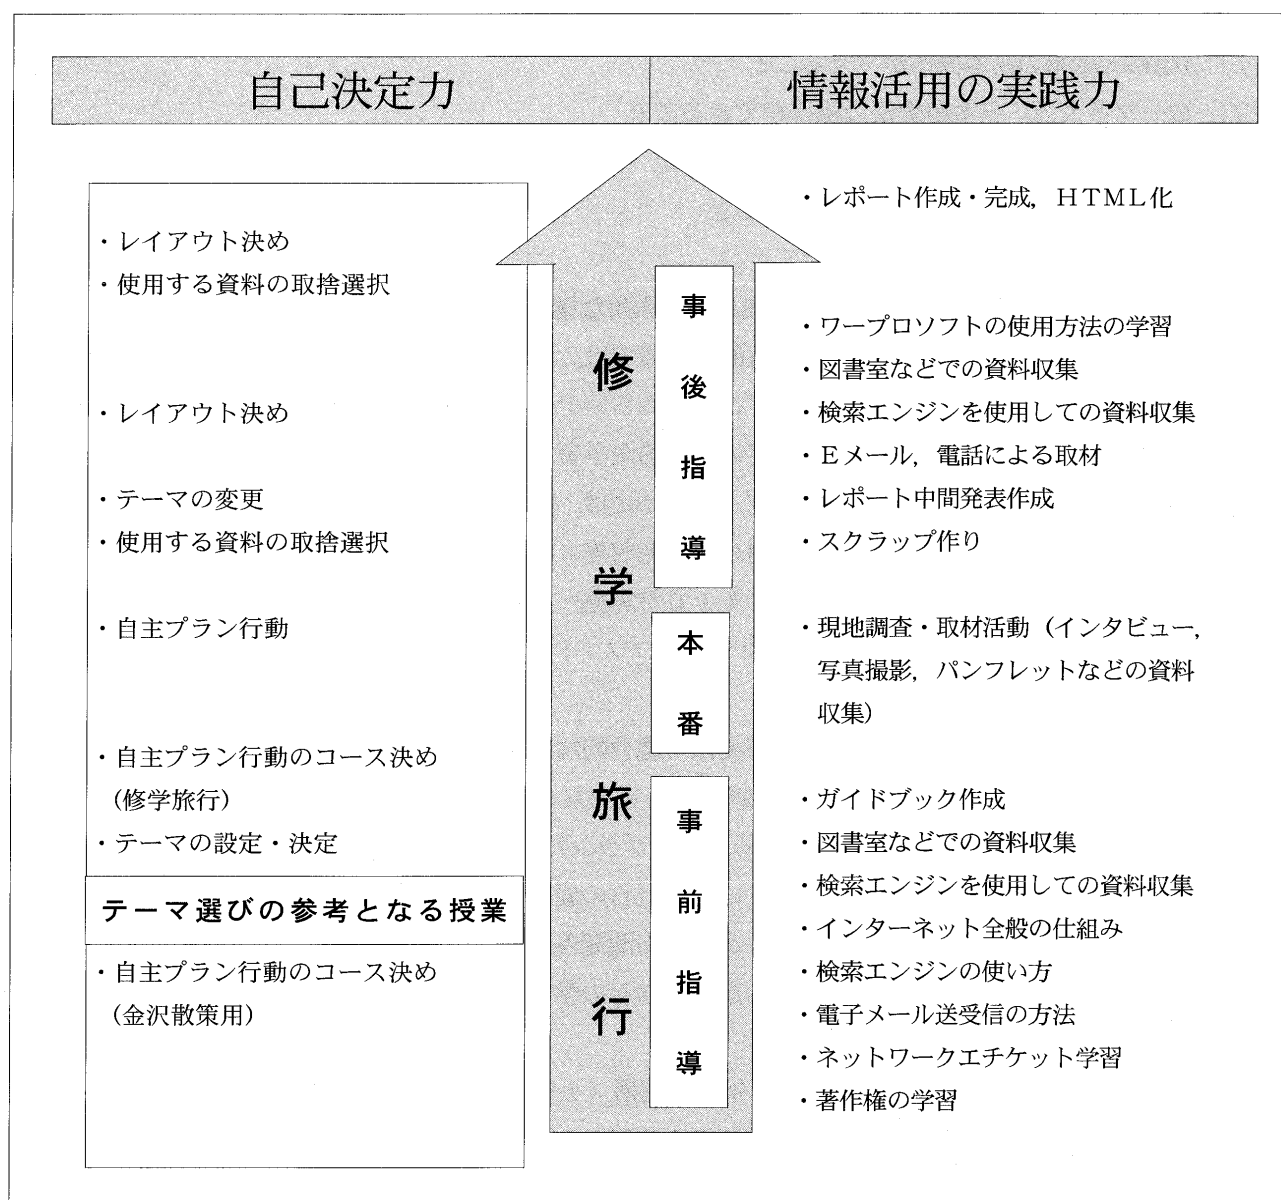 自己決定力
情報活用の実践力
・レイアウト決め
・使用する資料の取捨選択
・レイアウト決め
・テーマの変更
・使用する資料の取捨選択
・自主プラン行動
・自主プラン行動のコース決め
(修学旅行)
・テーマの設定・決定
テーマ選びの参考となる授業
・自主プラン行動のコース決め
(金沢散策用)
修学旅行
事後指導
本番
事前指導
・レポート作成・完成，ＨＴＭＬ化
・ワープロソフトの使用方法の学習
・図書室などでの資料収集
・検索エンジンを使用しての資料収集
・Ｅメール，電話による取材
・レポート中間発表作成
・スクラップ作り
・現地調査・取材活動（インタビュー，
写真撮影，パンフレットなどの資料
収集）
・ガイドブック作成
・図書室などでの資料収集
・検索エンジンを使用しての資料収集
・インターネット全般の仕組み
・検索エンジンの使い方
・電子メール送受信の方法
・ネットワークエチケット学習
・著作権の学習